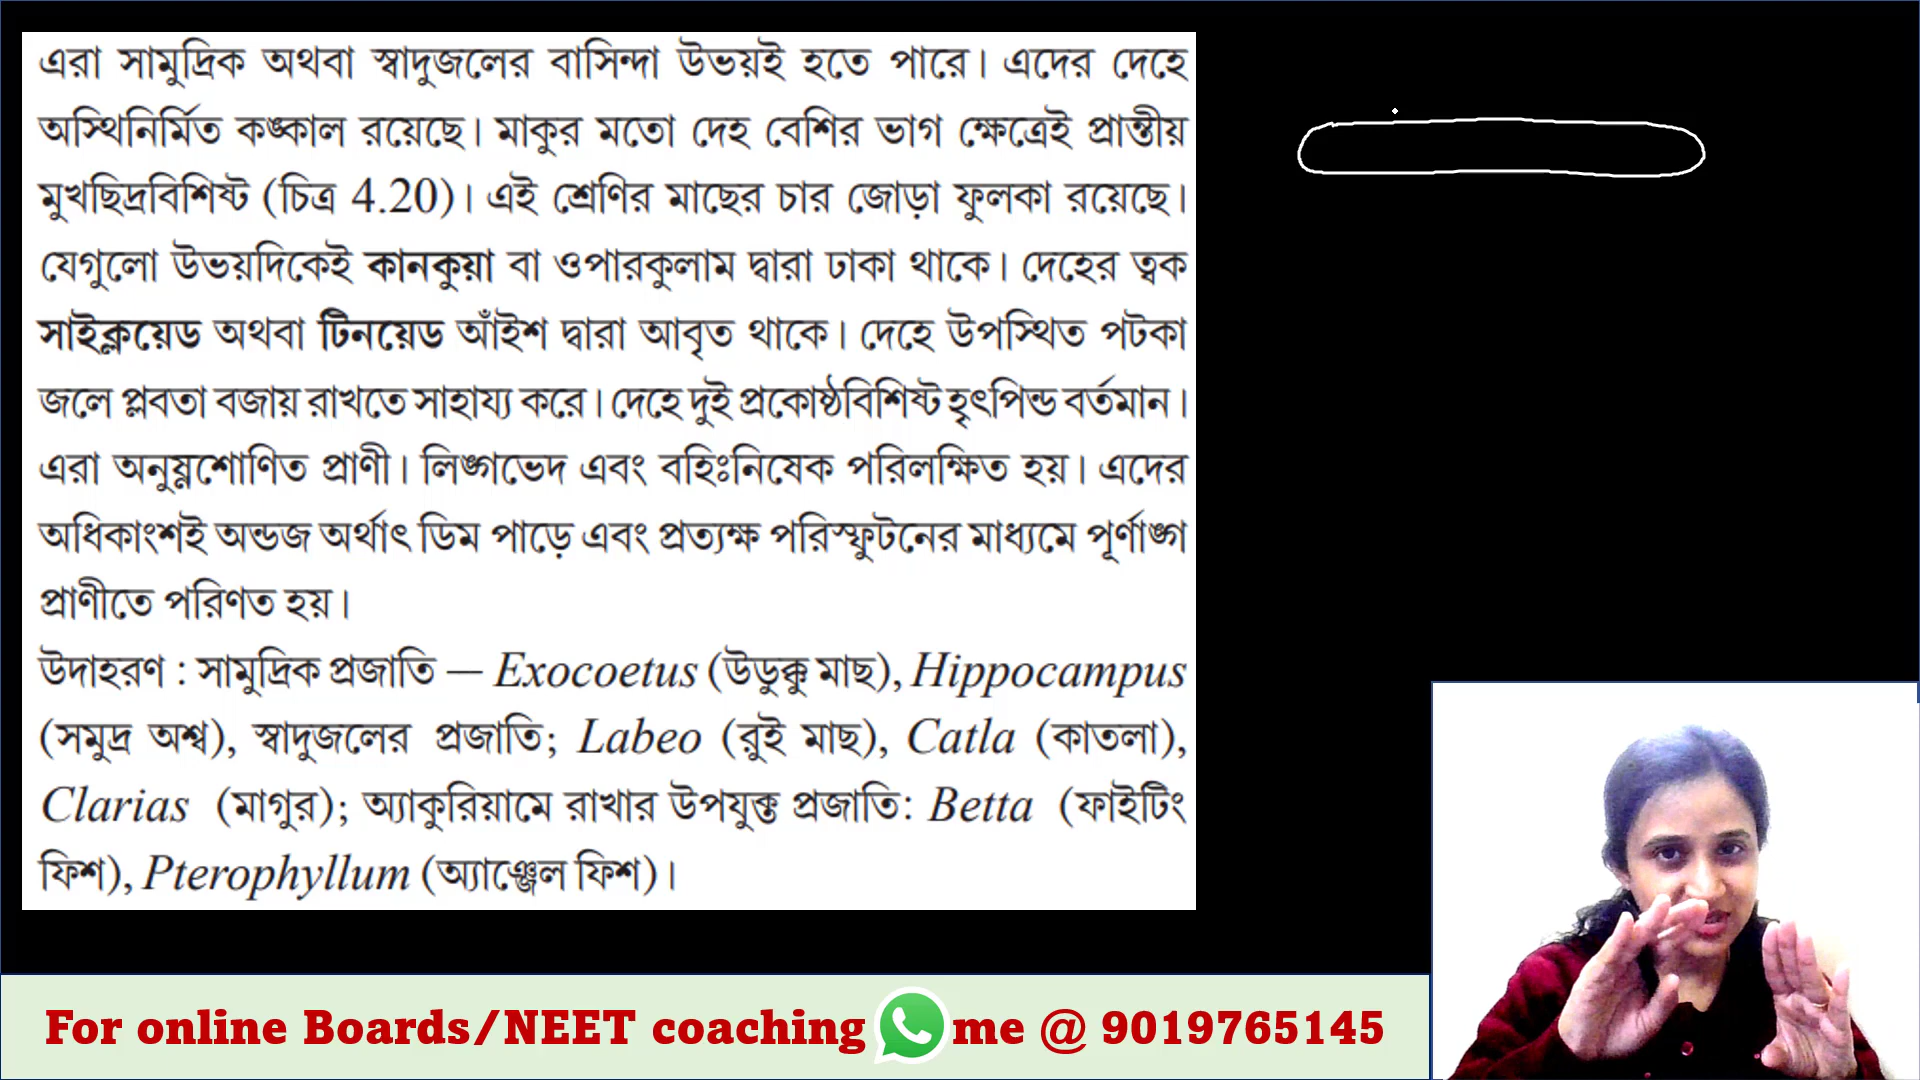 এরা সামুদ্রিক অথবা স্বাদুজলের বাসিন্দা উভয়ই হতে পারে। এদের দেহে
অস্থিনির্মিত কঙ্কাল রয়েছে। মাকুর মতো দেহ বেশির ভাগ ক্ষেত্রেই প্রান্তীয়
মুখছিদ্রবিশিষ্ট (চিত্র 4.20)। এই শ্রেণির মাছের চার জোড়া ফুলকা রয়েছে।
যেগুলো উভয়দিকেই কানকুয়া বা ওপারকুলাম দ্বারা ঢাকা থাকে। দেহের ত্বক
সাইক্লয়েড অথবা টিনয়েড আঁইশ দ্বারা আবৃত থাকে। দেহে উপস্থিত পটকা
জলে প্লবতা বজায় রাখতে সাহায্য করে। দেহে দুই প্রকোষ্ঠবিশিষ্ট হৃৎপিন্ড বর্তমান।
এরা অনুষ্ণশোণিত প্রাণী। লিঙ্গভেদ এবং বহিঃনিষেক পরিলক্ষিত হয়। এদের
অধিকাংশই অন্ডজ অর্থাৎ ডিম পাড়ে এবং প্রত্যক্ষ পরিস্ফুটনের মাধ্যমে পূর্ণাঙ্গ
প্রাণীতে পরিণত হয়।
উদাহরণ : সামুদ্রিক প্রজাতি — Exocoetus (উড়ুক্কু মাছ), Hippocampus
(সমুদ্র অশ্ব), স্বাদুজলের প্রজাতি; Labeo (রুই মাছ), Catla (কাতলা),
Clarias (মাগুর); অ্যাকুরিয়ামে রাখার উপযুক্ত প্রজাতি: Betta (ফাইটিং
ফিশ), Pterophyllum (অ্যাঞ্জেল ফিশ)।
For online Boards/NEET coaching me @ 9019765145